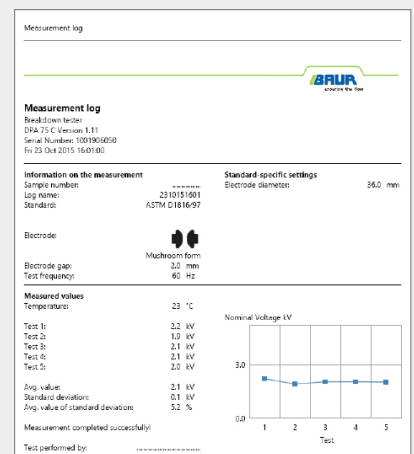 Measurement log
BAUR
ensuring the flow
Measurement log
Breakdown tester
DPA 75 C Version 1.11
Serial Number: 1001906050
Fri 23 Oct 2015 16:01:00
Information on the measurement
Sample number: ..............
Log name: 2310151601
Standard: ASTM D1816/97
Standard-specific settings
Electrode diameter: 36.0 mm
Electrode:
Mushroom form
Electrode gap: 2.0 mm
Test frequency: 60 Hz
Measured values
Temperature: 23 °C
Test 1: 2.2 kV
Test 2: 1.9 kV
Test 3: 2.1 kV
Test 4: 2.1 kV
Test 5: 2.0 kV
Avg. value: 2.1 kV
Standard deviation: 0.1 kV
Avg. value of standard deviation: 5.2 %
Measurement completed successfully!
Test performed by: ..............
Nominal Voltage kV
3.0
0.0
1 2 3 4 5
Test